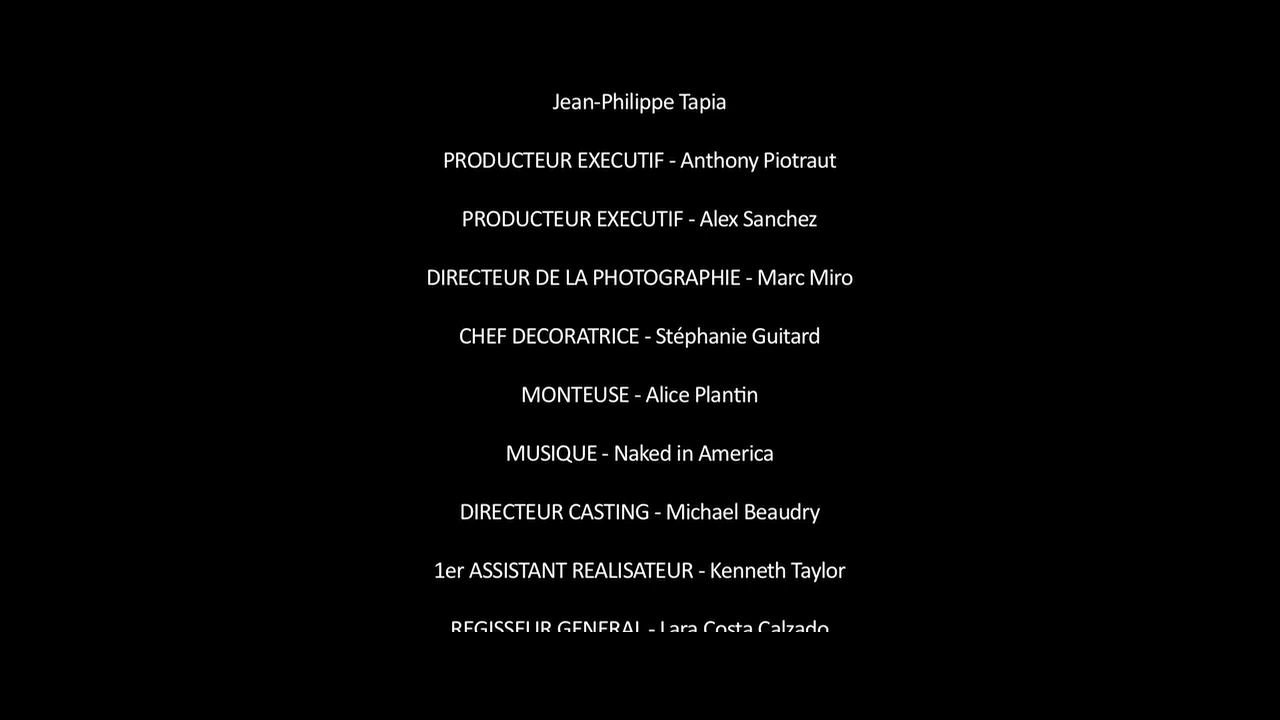 Jean-Philippe Tapia
PRODUCTEUR EXECUTIF - Anthony Piotraut
PRODUCTEUR EXECUTIF - Alex Sanchez
DIRECTEUR DE LA PHOTOGRAPHIE - Marc Miro
CHEF DECORATRICE - Stéphanie Guitard
MONTEUSE - Alice Plantin
MUSIQUE - Naked in America
DIRECTEUR CASTING - Michael Beaudry
1er ASSISTANT REALISATEUR - Kenneth Taylor
REGISSEUR GENERAL - Lara Costa Calzado